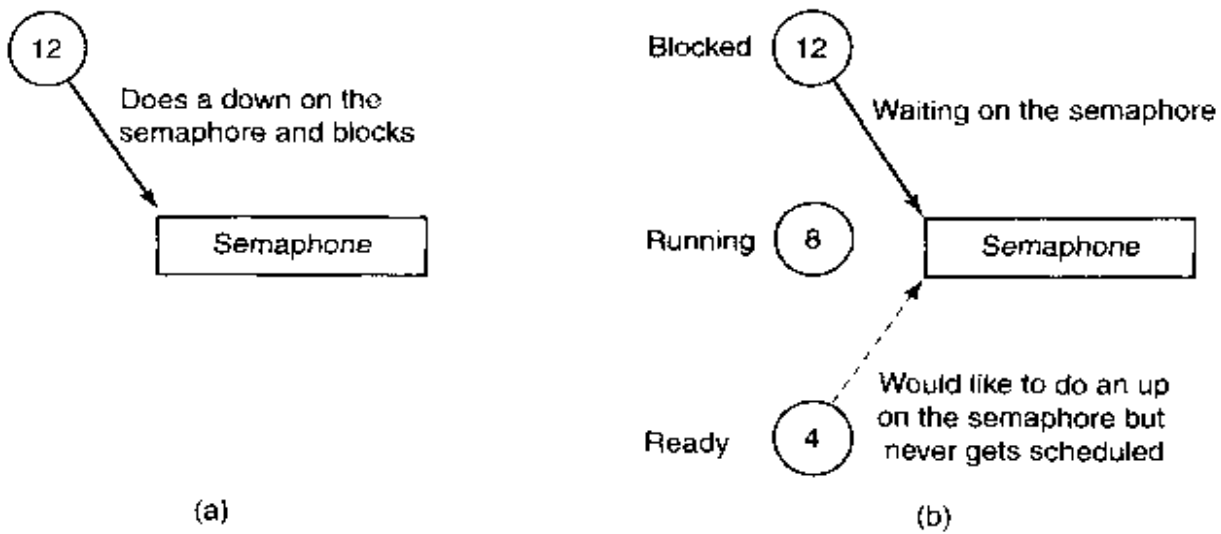 12
Does a down on the
semaphore and blocks
Semaphone
(a)
Blocked
12
Waiting on the semaphore
Running
8
Semaphone
Would like to do an up
on the semaphore but
never gets scheduled
Ready
4
(b)